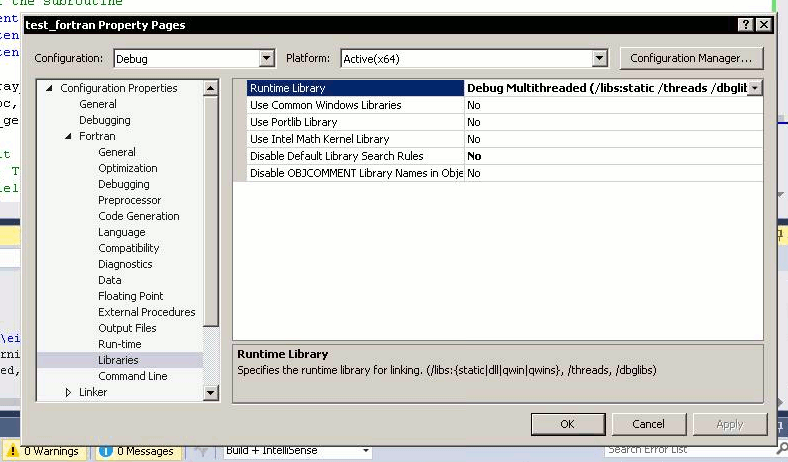 the subroutine
test_fortran Property Pages
Configuration: Debug Platform: Active(x64) Configuration Manager...
Configuration Properties
General
Debugging
Fortran
General
Optimization
Debugging
Preprocessor
Code Generation
Language
Compatibility
Diagnostics
Data
Floating Point
External Procedures
Output Files
Run-time
Libraries
Command Line
Linker
Runtime Library Debug Multithreaded (/libs:static /threads /dbglib
Use Common Windows Libraries No
Use Portlib Library No
Use Intel Math Kernel Library No
Disable Default Library Search Rules No
Disable OBJCOMMENT Library Names in Obje No
Runtime Library
Specifies the runtime library for linking. (/libs:{static|dll|qwin|qwins}, /threads, /dbglibs)
OK Cancel Apply
0 Warnings 0 Messages Build + IntelliSense Search Error List